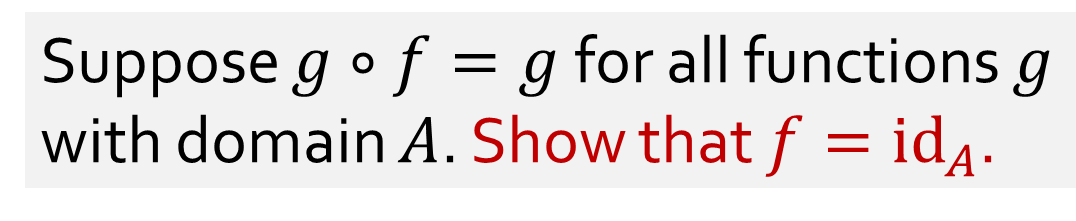 Suppose g ∘ f = g for all functions g
with domain A. Show that f = id_A.